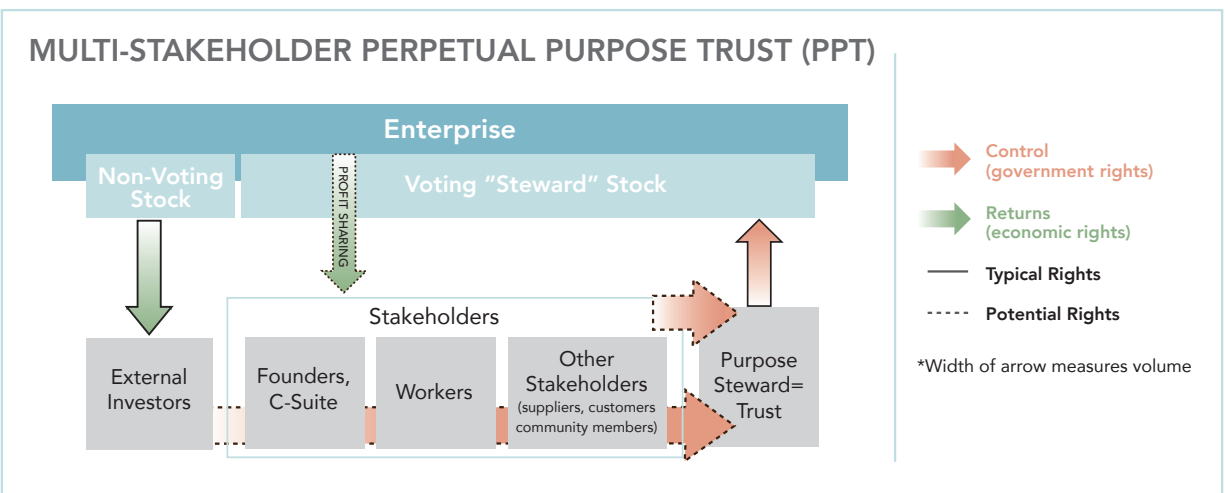 MULTI-STAKEHOLDER PERPETUAL PURPOSE TRUST (PPT)
Enterprise
Non-Voting
Stock
Voting “Steward” Stock
PROFIT SHARING
Stakeholders
External
Investors
Founders,
C-Suite
Workers
Other
Stakeholders
(suppliers, customers
community members)
Purpose
Steward=
Trust
Control
(government rights)
Returns
(economic rights)
Typical Rights
Potential Rights
*Width of arrow measures volume